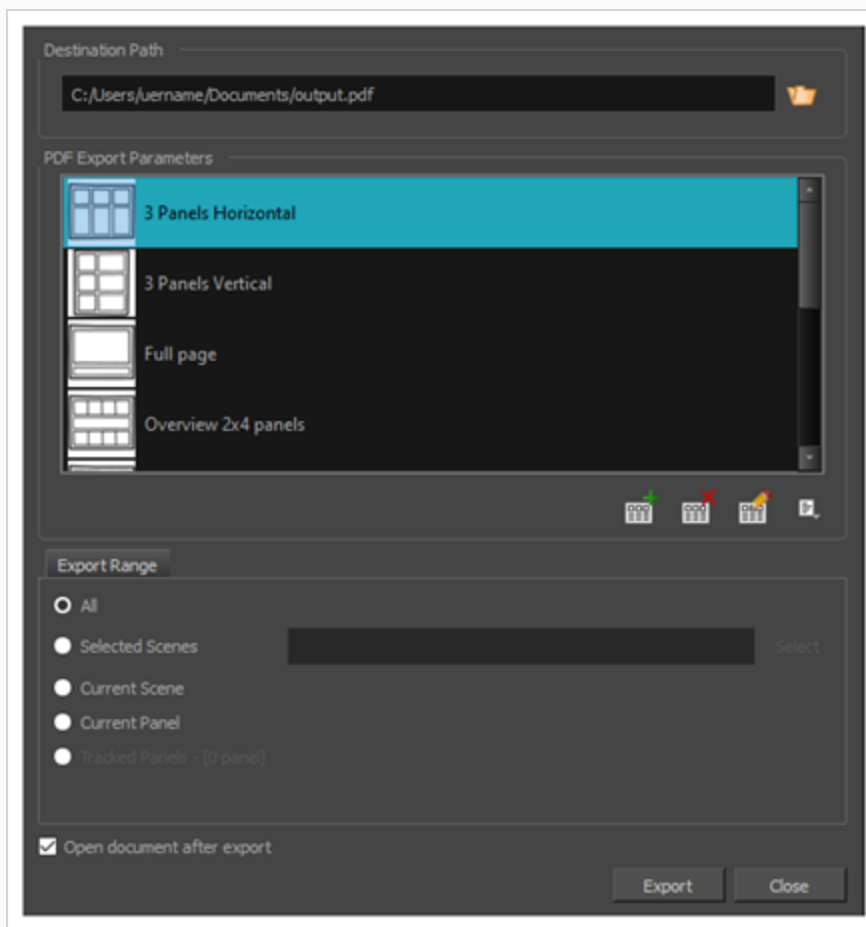 Destination Path
C:/Users/uername/Documents/output.pdf
PDF Export Parameters
3 Panels Horizontal
3 Panels Vertical
Full page
Overview 2x4 panels
Export Range
All
Selected Scenes
Select
Current Scene
Current Panel
Tracked Panels - [0 panel]
Open document after export
Export
Close